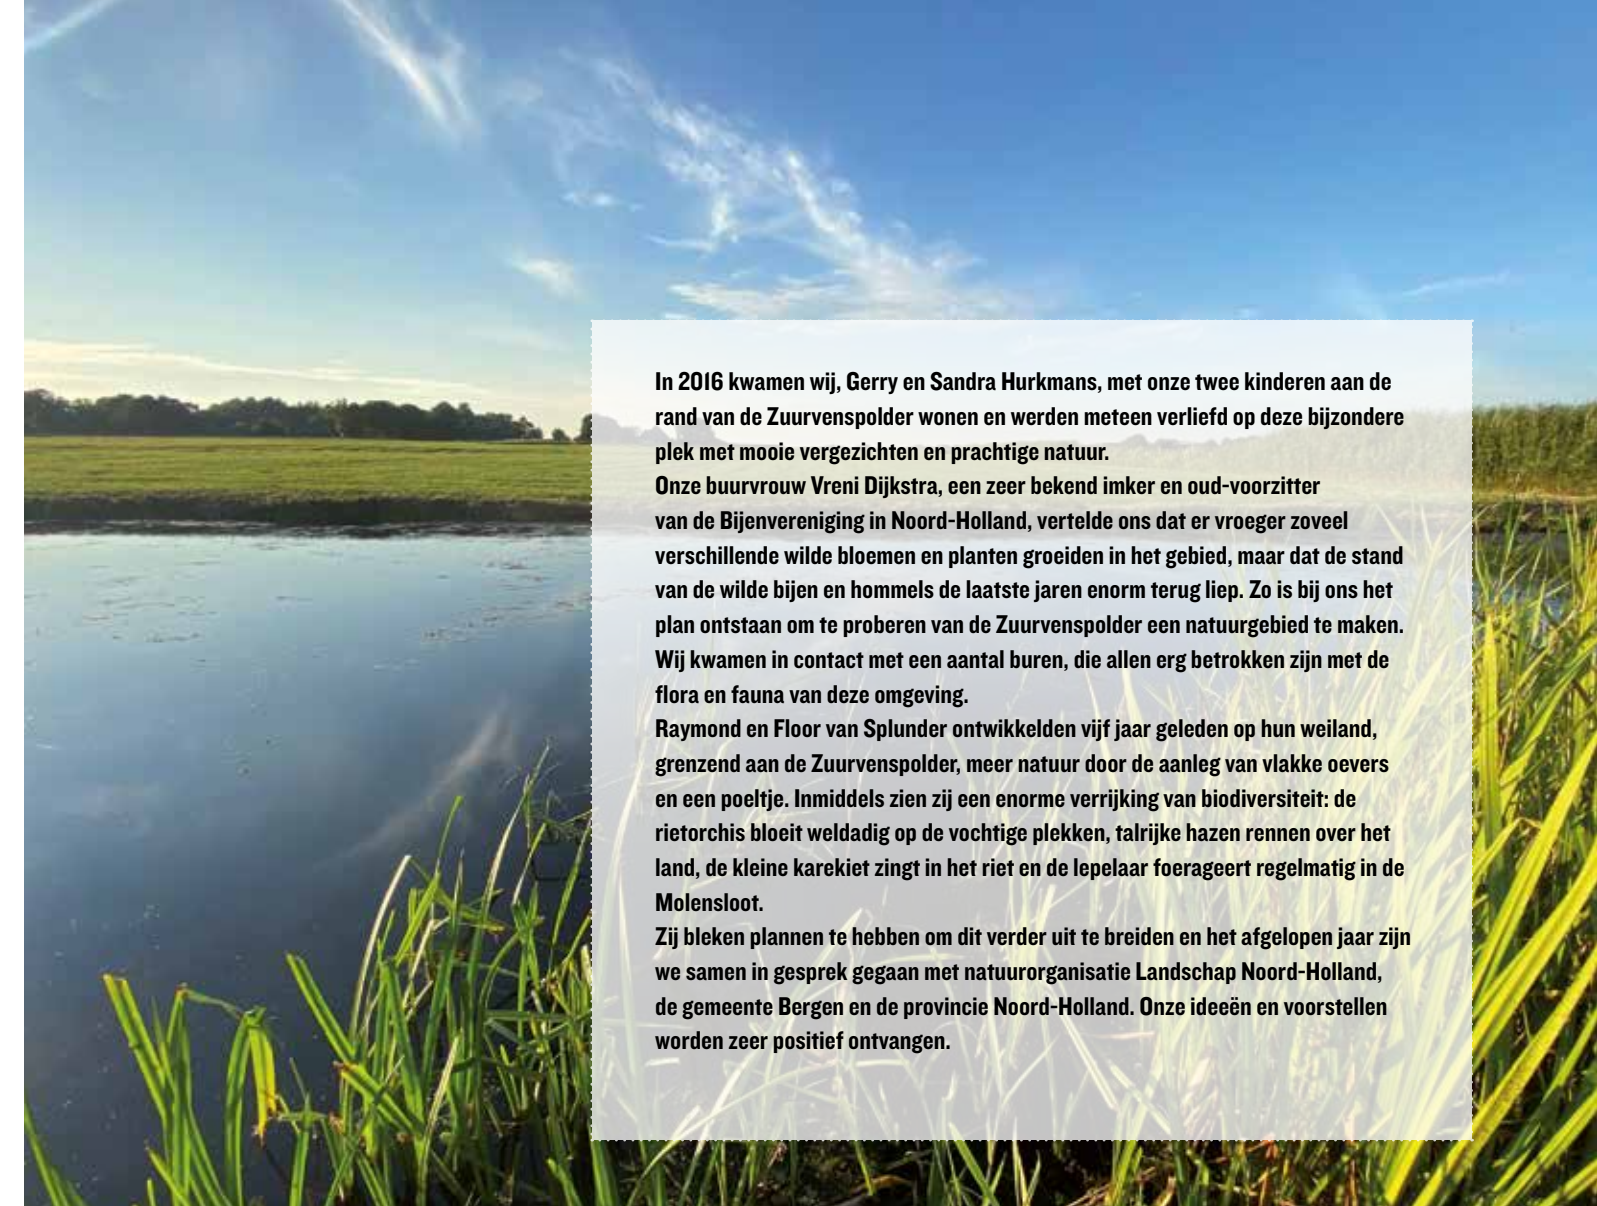 In 2016 kwamen wij, Gerry en Sandra Hurkmans, met onze twee kinderen aan de
rand van de Zuurvenspolder wonen en werden meteen verliefd op deze bijzondere
plek met mooie vergezichten en prachtige natuur.
Onze buurvrouw Vreni Dijkstra, een zeer bekend imker en oud-voorzitter
van de Bijenvereniging in Noord-Holland, vertelde ons dat er vroeger zoveel
verschillende wilde bloemen en planten groeiden in het gebied, maar dat de stand
van de wilde bijen en hommels de laatste jaren enorm terug liep. Zo is bij ons het
plan ontstaan om te proberen van de Zuurvenspolder een natuurgebied te maken.
Wij kwamen in contact met een aantal buren, die allen erg betrokken zijn met de
flora en fauna van deze omgeving.
Raymond en Floor van Splunder ontwikkelden vijf jaar geleden op hun weiland,
grenzend aan de Zuurvenspolder, meer natuur door de aanleg van vlakke oevers
en een poeltje. Inmiddels zien zij een enorme verrijking van biodiversiteit: de
rietorchis bloeit weldadig op de vochtige plekken, talrijke hazen rennen over het
land, de kleine karekiet zingt in het riet en de lepelaar foerageert regelmatig in de
Molensloot.
Zij bleken plannen te hebben om dit verder uit te breiden en het afgelopen jaar zijn
we samen in gesprek gegaan met natuurorganisatie Landschap Noord-Holland,
de gemeente Bergen en de provincie Noord-Holland. Onze ideeën en voorstellen
worden zeer positief ontvangen.